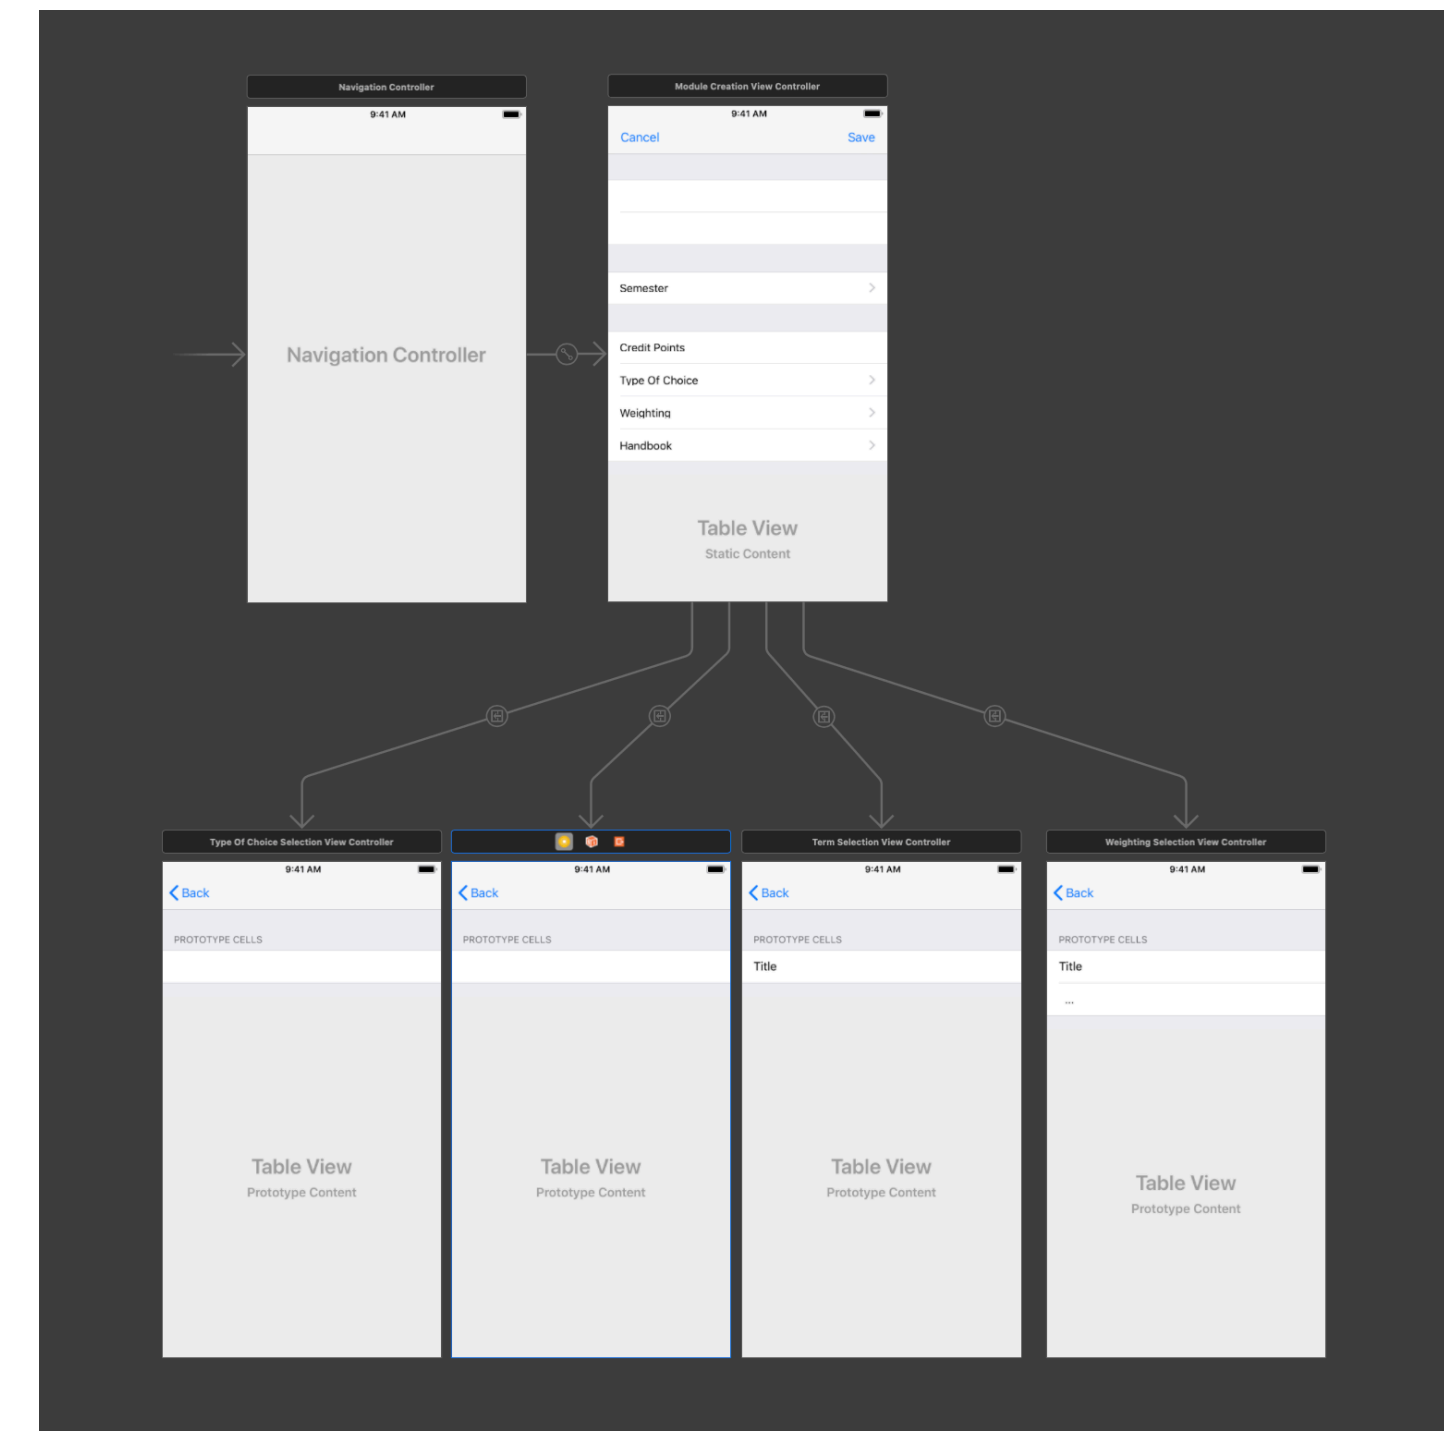 Navigation Controller
9:41 AM
Navigation Controller
Module Creation View Controller
9:41 AM
Cancel Save
Semester
Credit Points
Type Of Choice
Weighting
Handbook
Table View
Static Content
Type Of Choice Selection View Controller
9:41 AM
Back
PROTOTYPE CELLS
Table View
Prototype Content
9:41 AM
Back
PROTOTYPE CELLS
Table View
Prototype Content
Term Selection View Controller
9:41 AM
Back
PROTOTYPE CELLS
Title
Table View
Prototype Content
Weighting Selection View Controller
9:41 AM
Back
PROTOTYPE CELLS
Title
...
Table View
Prototype Content